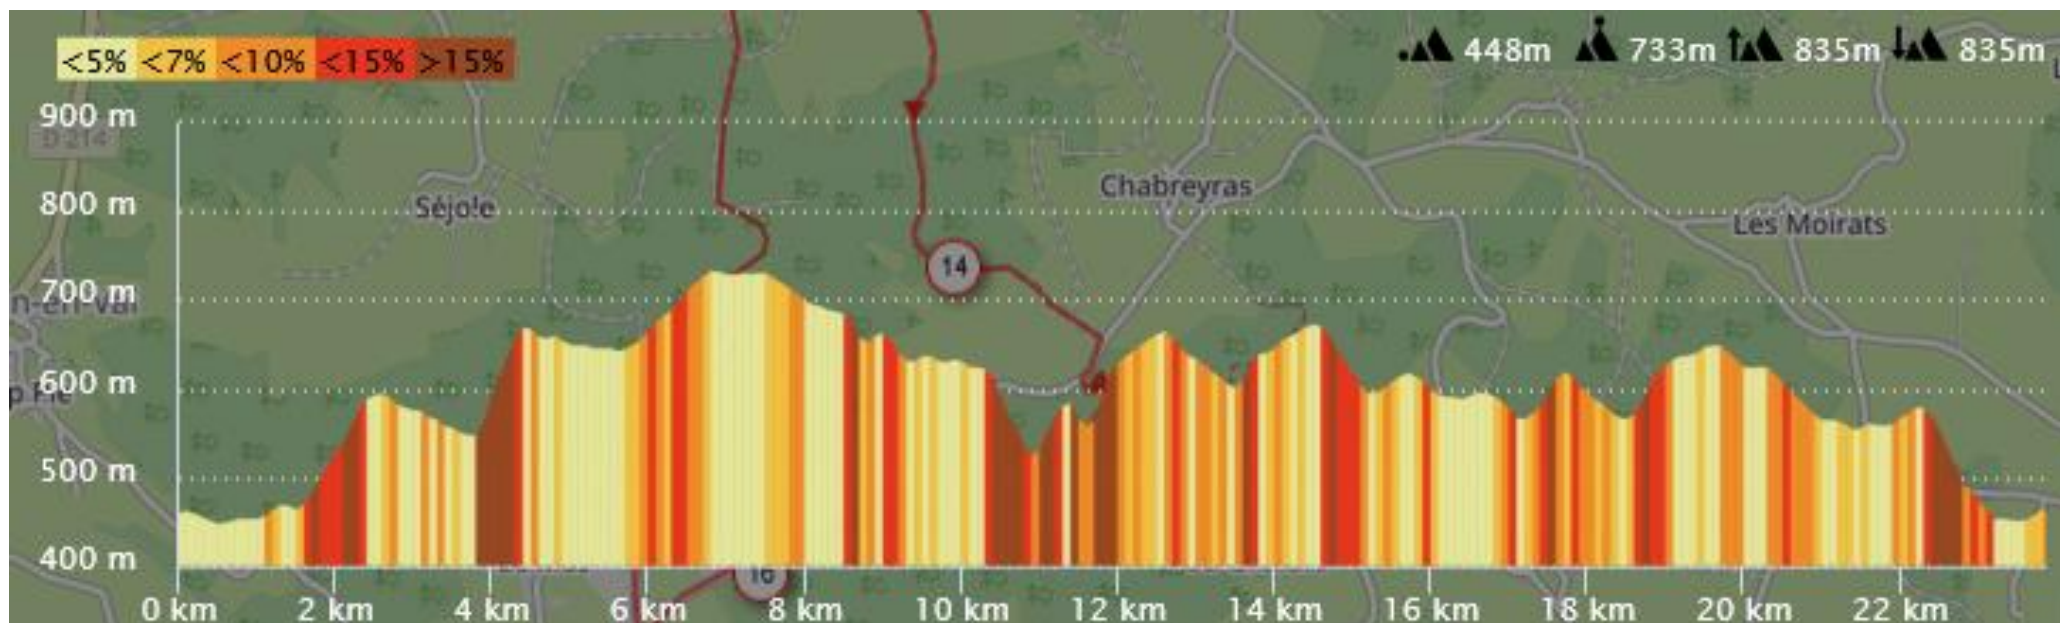 <5% <7% <10% <15% >15%
448m 733m 835m 835m
900 m
D 214
Chabreyras
Séjole
800 m
Les Moirats
14
700 m
n-en-Val
600 m
500 m
400 m
16
0 km 2 km 4 km 6 km 8 km 10 km 12 km 14 km 16 km 18 km 20 km 22 km